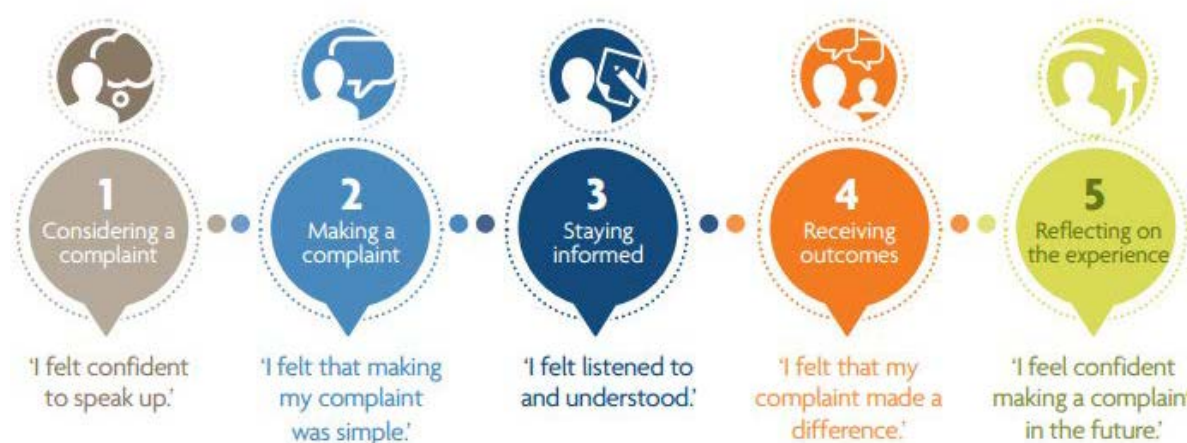 1
Considering a
complaint
2
Making a
complaint
3
Staying
informed
4
Receiving
outcomes
5
Reflecting on
the experience
'I felt confident
to speak up.'
'I felt that making
my complaint
was simple.'
'I felt listened to
and understood.'
'I felt that my
complaint made a
difference.'
'I feel confident
making a complaint
in the future.'